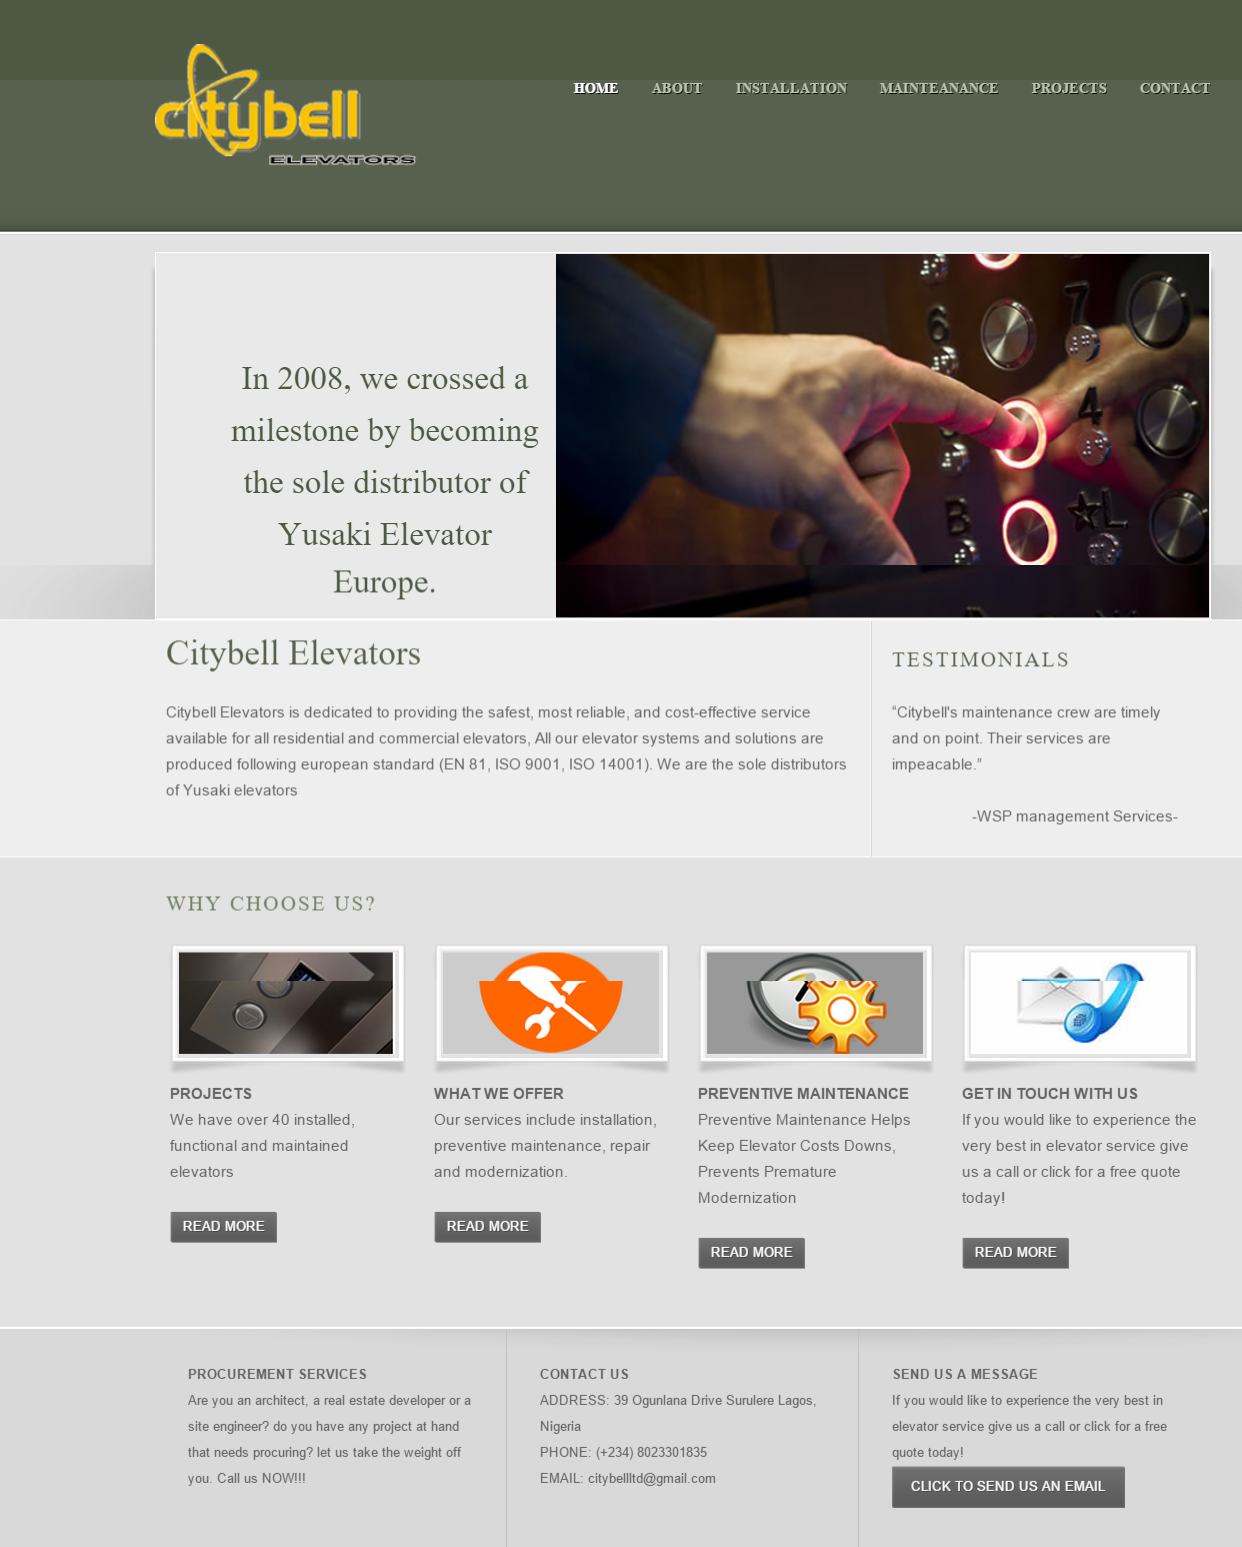 citybell
ELEVATORS
HOME ABOUT INSTALLATION MAINTEANANCE PROJECTS CONTACT
In 2008, we crossed a
milestone by becoming
the sole distributor of
Yusaki Elevator
Europe.
6
7
4
B
★L
Citybell Elevators
Citybell Elevators is dedicated to providing the safest, most reliable, and cost-effective service
available for all residential and commercial elevators, All our elevator systems and solutions are
produced following european standard (EN 81, ISO 9001, ISO 14001). We are the sole distributors
of Yusaki elevators
TESTIMONIALS
“Citybell's maintenance crew are timely
and on point. Their services are
impeacable.”
-WSP management Services-
WHY CHOOSE US?
PROJECTS
We have over 40 installed,
functional and maintained
elevators
READ MORE
WHAT WE OFFER
Our services include installation,
preventive maintenance, repair
and modernization.
READ MORE
PREVENTIVE MAINTENANCE
Preventive Maintenance Helps
Keep Elevator Costs Downs,
Prevents Premature
Modernization
READ MORE
GET IN TOUCH WITH US
If you would like to experience the
very best in elevator service give
us a call or click for a free quote
today!
READ MORE
PROCUREMENT SERVICES
Are you an architect, a real estate developer or a
site engineer? do you have any project at hand
that needs procuring? let us take the weight off
you. Call us NOW!!!
CONTACT US
ADDRESS: 39 Ogunlana Drive Surulere Lagos,
Nigeria
PHONE: (+234) 8023301835
EMAIL: citybellltd@gmail.com
SEND US A MESSAGE
If you would like to experience the very best in
elevator service give us a call or click for a free
quote today!
CLICK TO SEND US AN EMAIL